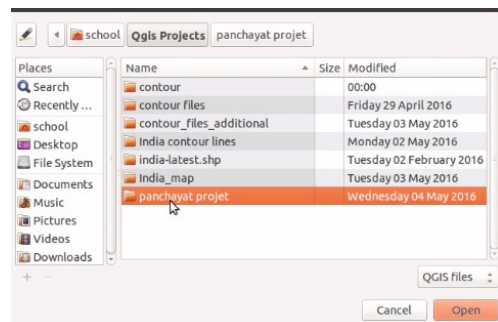 school Qgis Projects panchayat projet
Places Name Size Modified
Search contour 00:00
Recently ... contour files Friday 29 April 2016
school contour_files_additional Tuesday 03 May 2016
Desktop India contour lines Monday 02 May 2016
File System india-latest.shp Tuesday 02 February 2016
Documents India_map Tuesday 03 May 2016
Music panchayat projet Wednesday 04 May 2016
Pictures
Videos
Downloads
QGIS files
Cancel Open